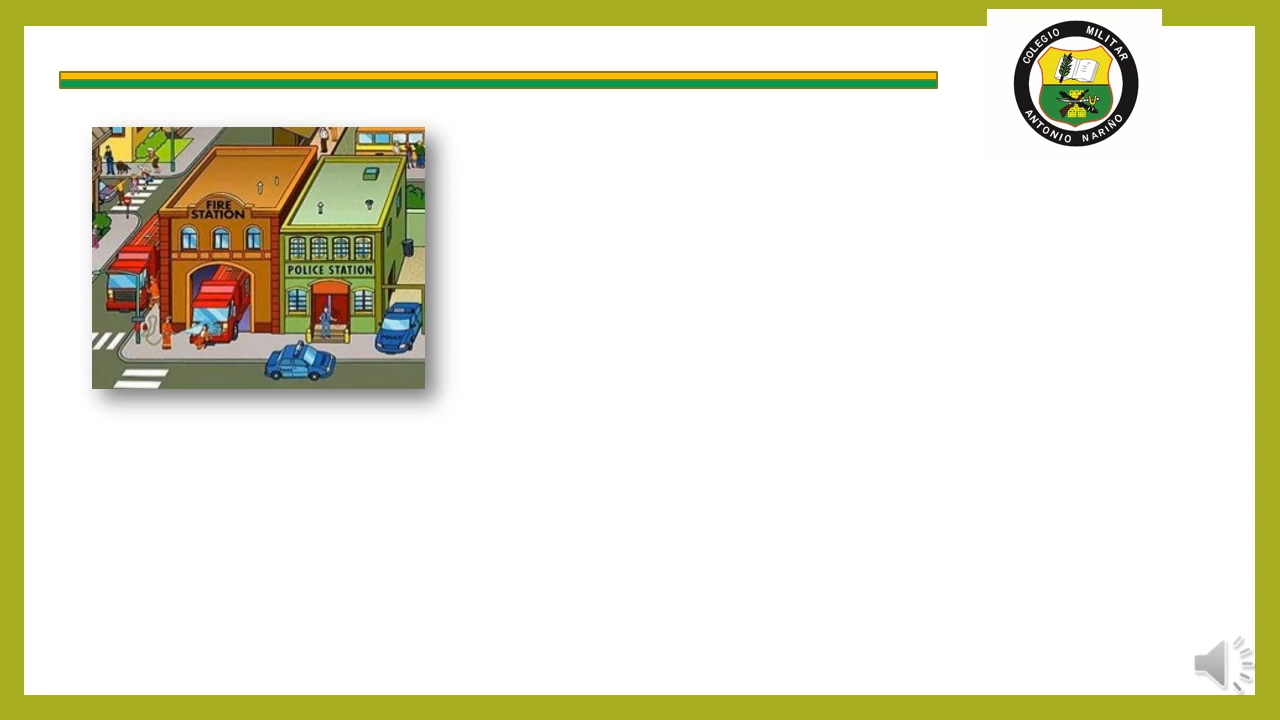 COLEGIO MILITAR
ANTONIO NARIÑO
FIRE
STATION
POLICE STATION